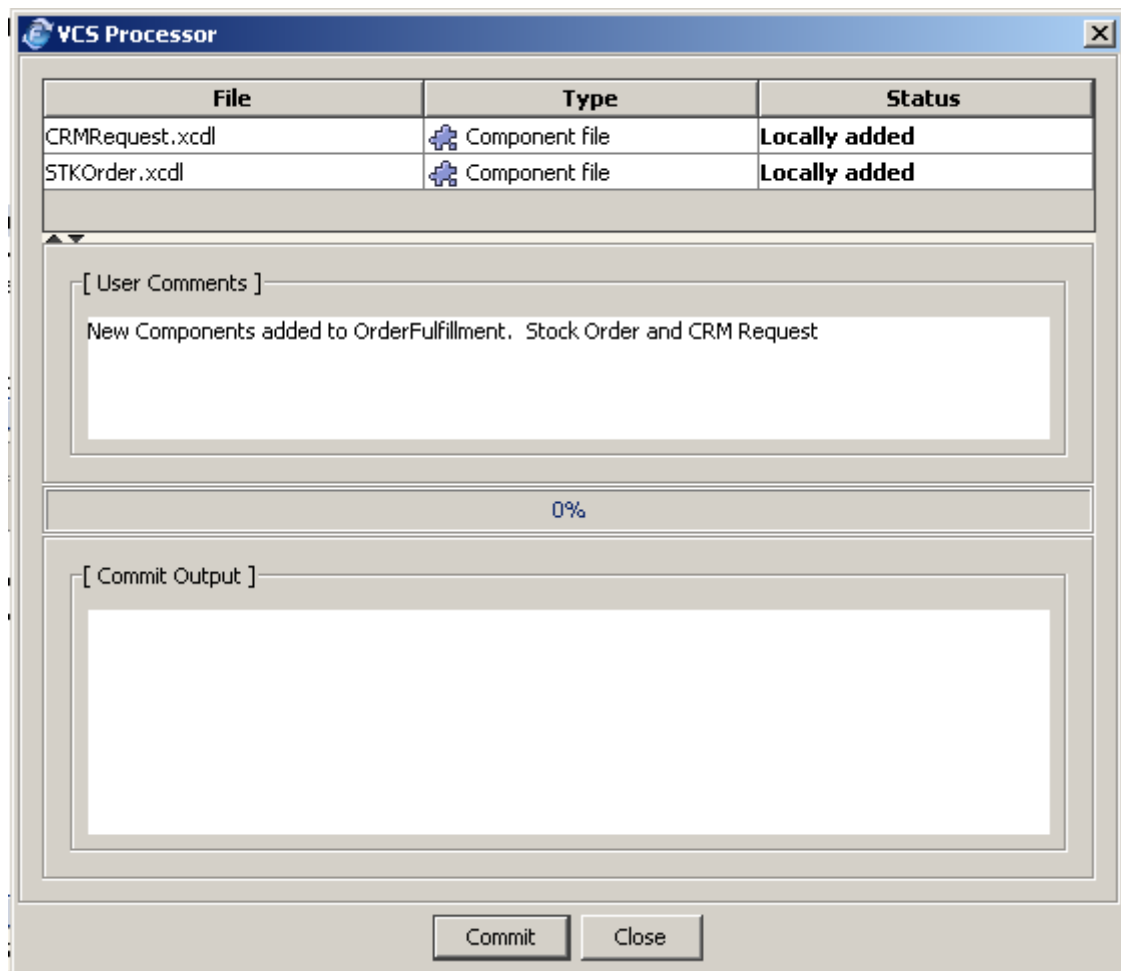 VCS Processor
File Type Status
CRMRequest.xcdl Component file Locally added
STKOrder.xcdl Component file Locally added
[ User Comments ]
New Components added to OrderFulfillment.  Stock Order and CRM Request
0%
[ Commit Output ]
Commit Close